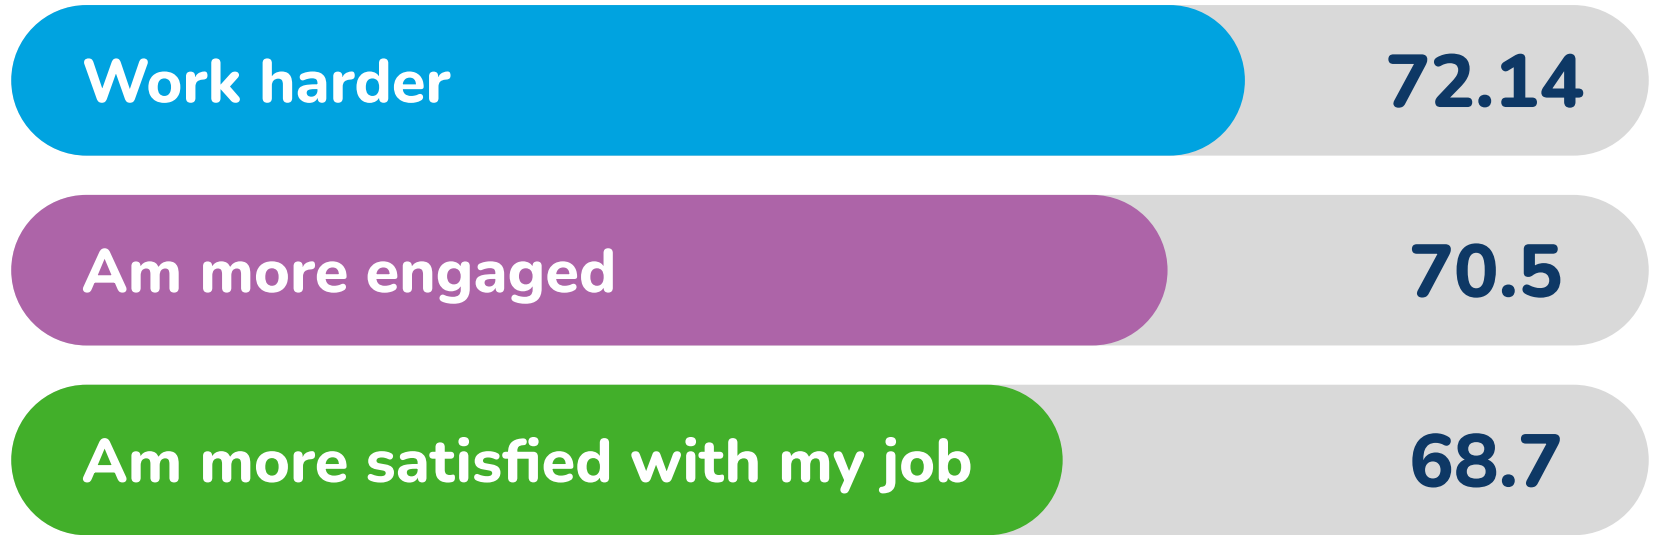 Work harder 72.14
Am more engaged 70.5
Am more satisfied with my job 68.7